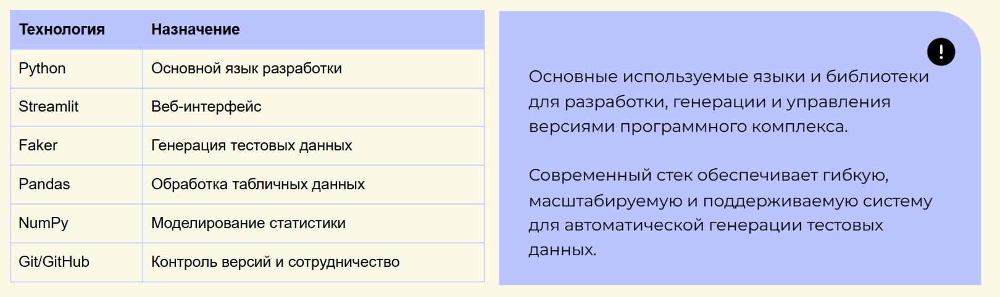 Технология Назначение
Python Основной язык разработки
Streamlit Веб-интерфейс
Faker Генерация тестовых данных
Pandas Обработка табличных данных
NumPy Моделирование статистики
Git/GitHub Контроль версий и сотрудничество
!
Основные используемые языки и библиотеки
для разработки, генерации и управления
версиями программного комплекса.
Современный стек обеспечивает гибкую,
масштабируемую и поддерживаемую систему
для автоматической генерации тестовых
данных.